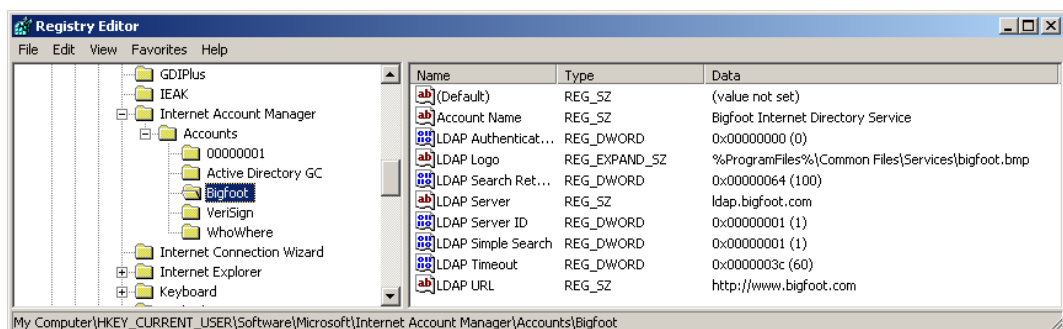 Registry Editor
File Edit View Favorites Help
GDIPlus
IEAK
Internet Account Manager
Accounts
00000001
Active Directory GC
Bigfoot
VeriSign
WhoWhere
Internet Connection Wizard
Internet Explorer
Keyboard
Name Type Data
(Default) REG_SZ (value not set)
Account Name REG_SZ Bigfoot Internet Directory Service
LDAP Authenticat... REG_DWORD 0x00000000 (0)
LDAP Logo REG_EXPAND_SZ %ProgramFiles%\Common Files\Services\bigfoot.bmp
LDAP Search Ret... REG_DWORD 0x00000064 (100)
LDAP Server REG_SZ ldap.bigfoot.com
LDAP Server ID REG_DWORD 0x00000001 (1)
LDAP Simple Search REG_DWORD 0x00000001 (1)
LDAP Timeout REG_DWORD 0x0000003c (60)
LDAP URL REG_SZ http://www.bigfoot.com
My Computer\HKEY_CURRENT_USER\Software\Microsoft\Internet Account Manager\Accounts\Bigfoot